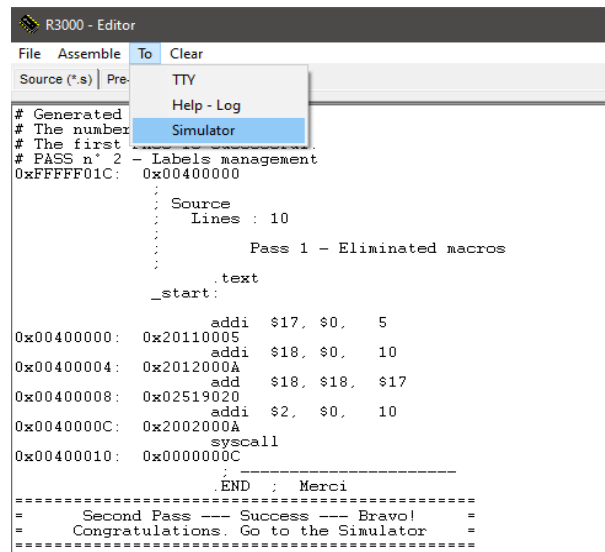 R3000 - Editor
File Assemble To Clear
Source (*.s) Pre-
TTY
Help - Log
Simulator
# Generated
# The number
# The first
# PASS n° 2 - Labels management
0xFFFFF01C: 0x00400000
;
; Source
; Lines : 10
;
; Pass 1 - Eliminated macros
;
.text
_start:
addi $17, $0, 5
0x00400000: 0x20110005
addi $18, $0, 10
0x00400004: 0x2012000A
add $18, $18, $17
0x00400008: 0x02519020
addi $2, $0, 10
0x0040000C: 0x2002000A
syscall
0x00400010: 0x0000000C
; ------------------------
.END ; Merci
==================================================
= Second Pass --- Success --- Bravo! =
= Congratulations. Go to the Simulator =
==================================================